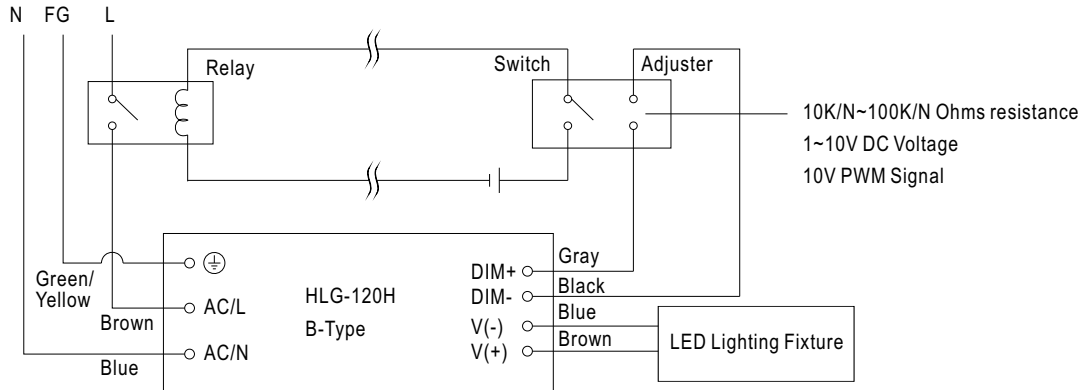 N FG L
Relay
Switch
Adjuster
10K/N~100K/N Ohms resistance
1~10V DC Voltage
10V PWM Signal
Green/
Yellow
Brown
Blue
AC/L
AC/N
HLG-120H
B-Type
DIM+
DIM-
V(-)
V(+)
Gray
Black
Blue
Brown
LED Lighting Fixture